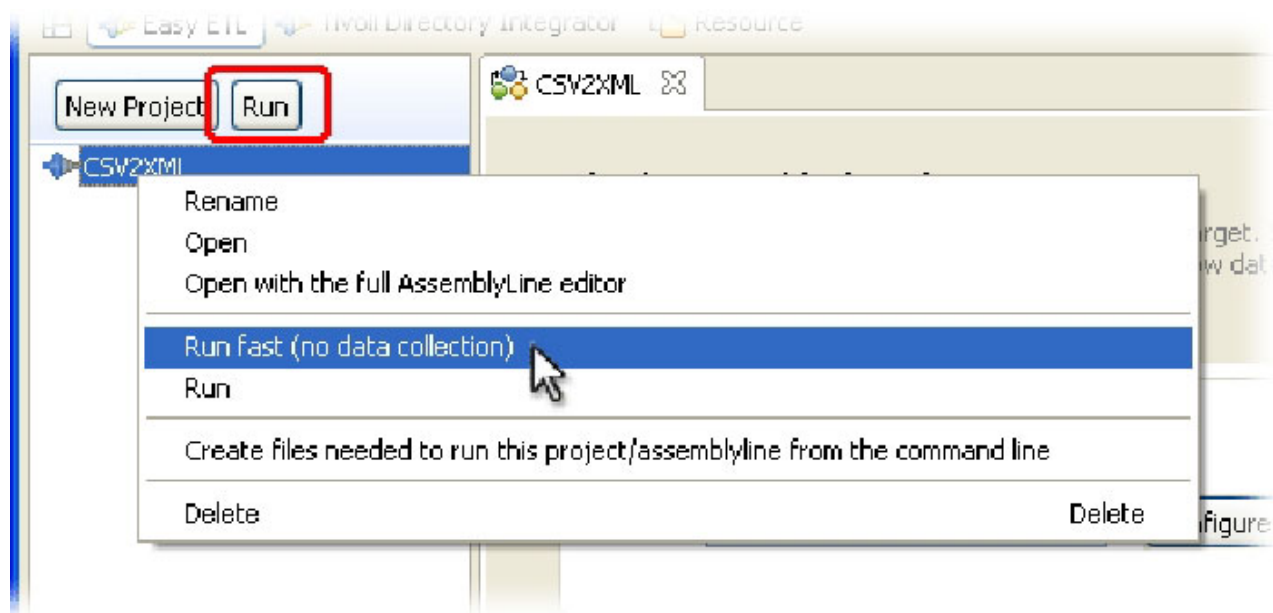 Easy ETL Tivoli Directory Integrator Resource
New Project Run
CSV2XML
CSV2XML
Rename
Open
Open with the full AssemblyLine editor
Run fast (no data collection)
Run
Create files needed to run this project/assemblyline from the command line
Delete Delete